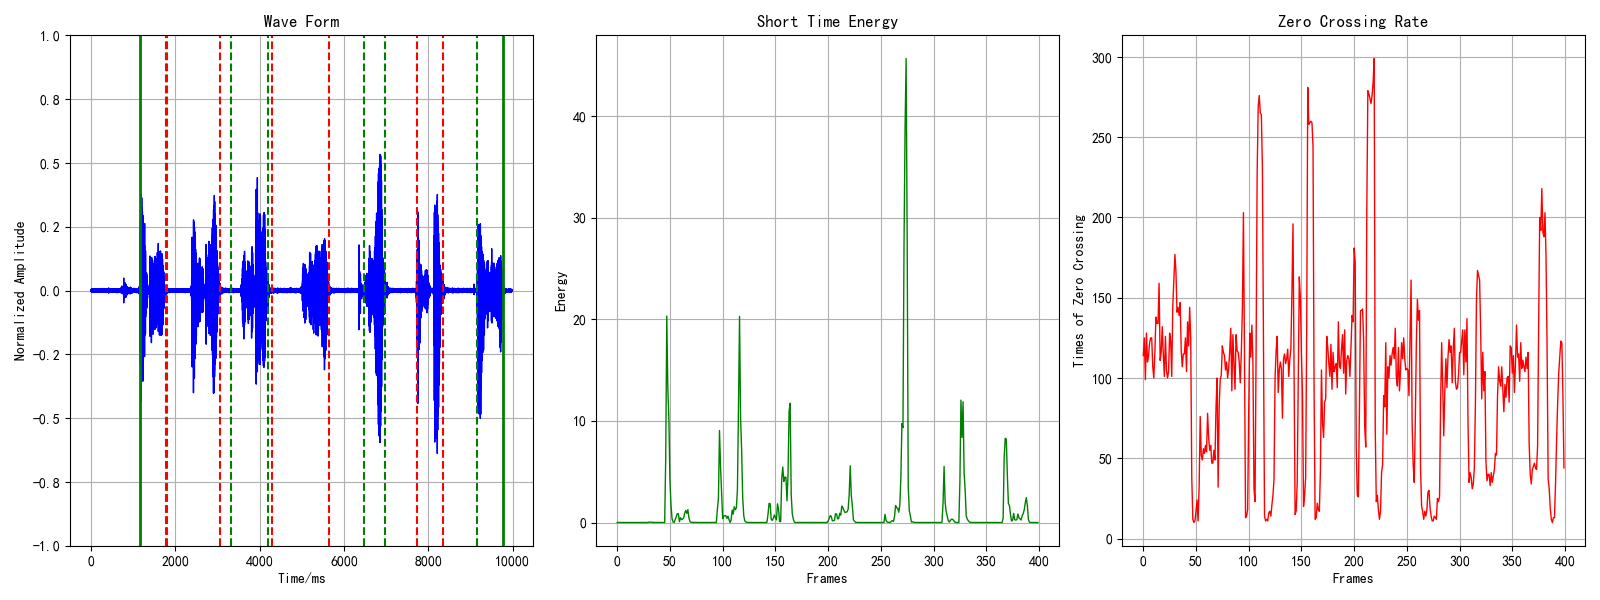 Wave Form
Normalized Amplitude
1.0
0.8
0.5
0.2
0.0
-0.2
-0.5
-0.8
-1.0
0 2000 4000 6000 8000 10000
Time/ms
Short Time Energy
Energy
40
30
20
10
0
0 50 100 150 200 250 300 350 400
Frames
Zero Crossing Rate
Times of Zero Crossing
300
250
200
150
100
50
0
0 50 100 150 200 250 300 350 400
Frames